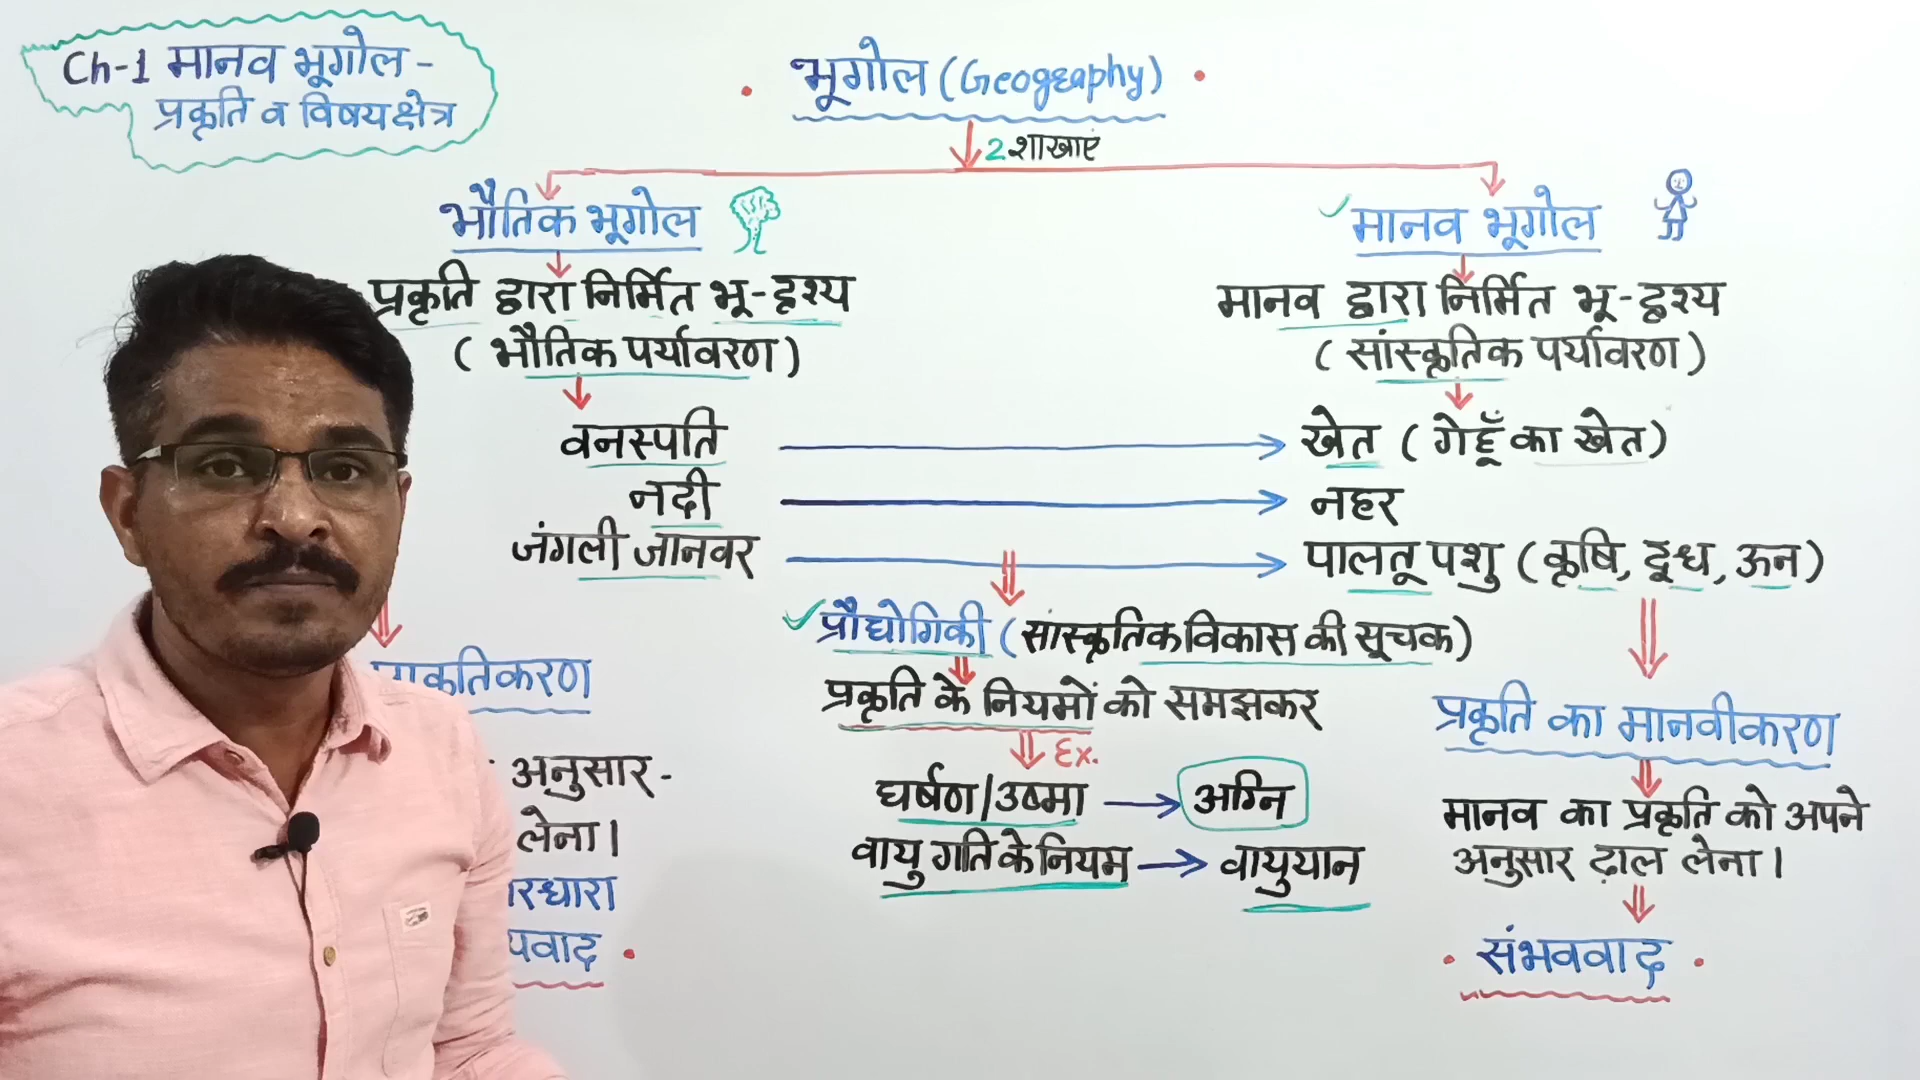 Ch-1 मानव भूगोल -
प्रकृति व विषयक्षेत्र
भूगोल (Geography)
2 शाखाएं
भौतिक भूगोल
प्रकृति द्वारा निर्मित भू-दृश्य
(भौतिक पर्यावरण)
वनस्पति
नदी
जंगली जानवर
मानव भूगोल
मानव द्वारा निर्मित भू-दृश्य
(सांस्कृतिक पर्यावरण)
खेत (गेहूँ का खेत)
नहर
पालतू पशु (कृषि, दूध, ऊन)
प्रौद्योगिकी (सांस्कृतिक विकास की सूचक)
प्रकृति के नियमों को समझकर
Ex.
घर्षण/उष्मा → अग्नि
वायु गति के नियम → वायुयान
अनुसार -
लेना।
प्रकृति का मानवीकरण
मानव का प्रकृति को अपने
अनुसार ढ़ाल लेना।
संभववाद